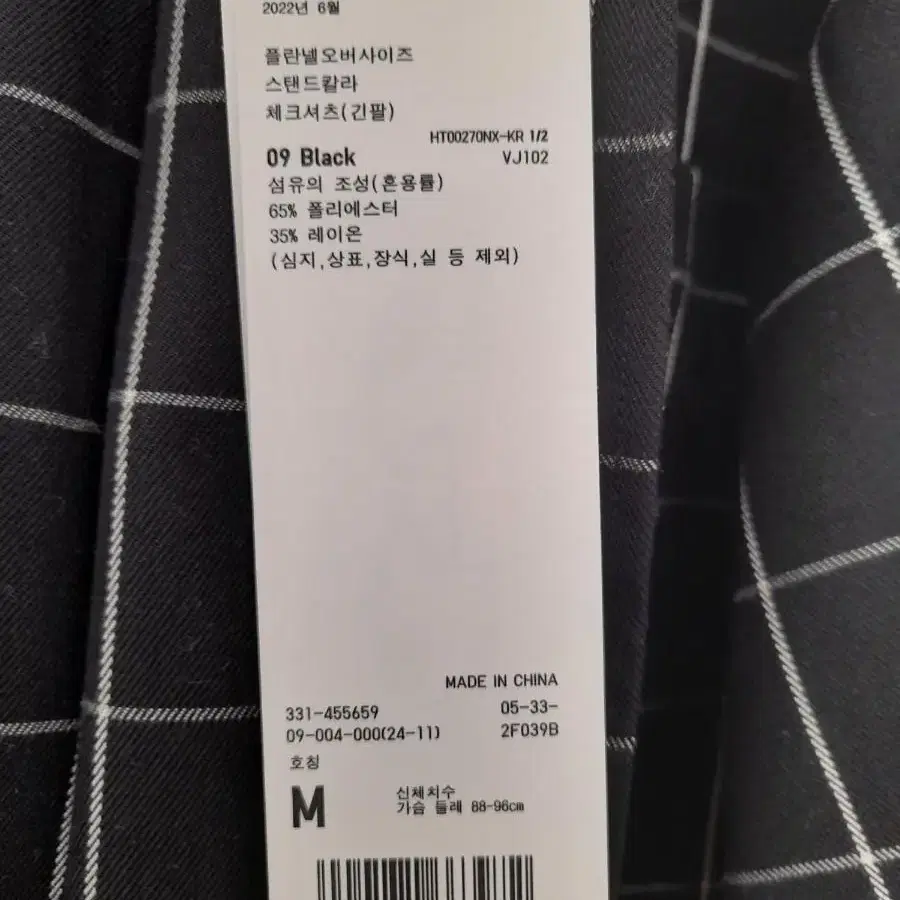 2022년 6월
플란넬오버사이즈
스탠드칼라
체크셔츠(긴팔)
HT00270NX-KR 1/2
09 Black
VJ102
섬유의 조성(혼용률)
65% 폴리에스터
35% 레이온
(심지,상표,장식,실 등 제외)
MADE IN CHINA
331-455659
05-33-
09-004-000(24-11)
2F039B
호칭
M
신체치수
가슴 둘레 88-96cm